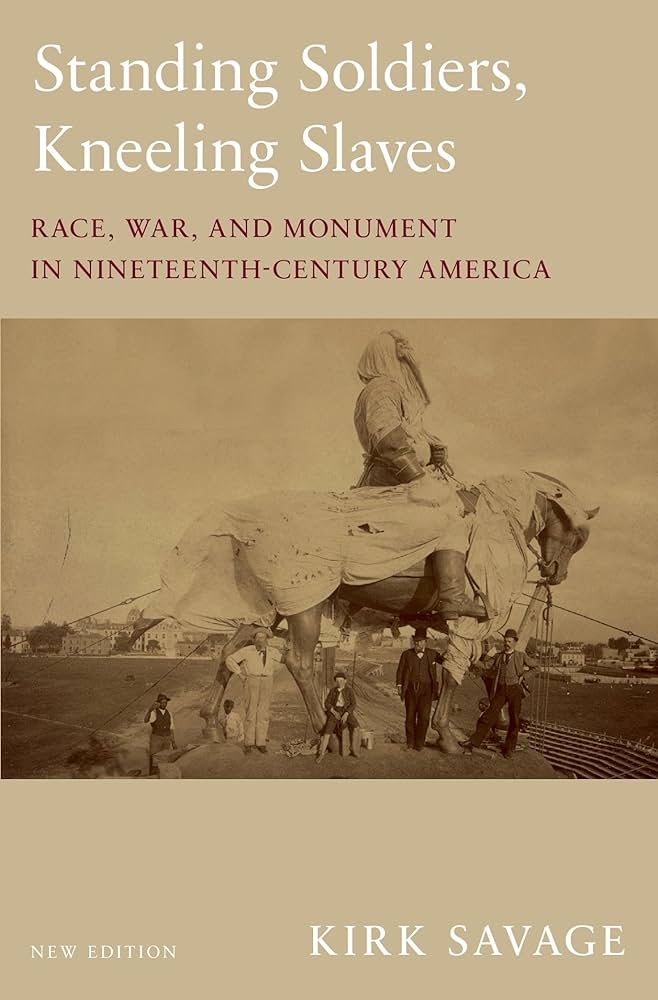 Standing Soldiers,
Kneeling Slaves
RACE, WAR, AND MONUMENT
IN NINETEENTH-CENTURY AMERICA
NEW EDITION
KIRK SAVAGE